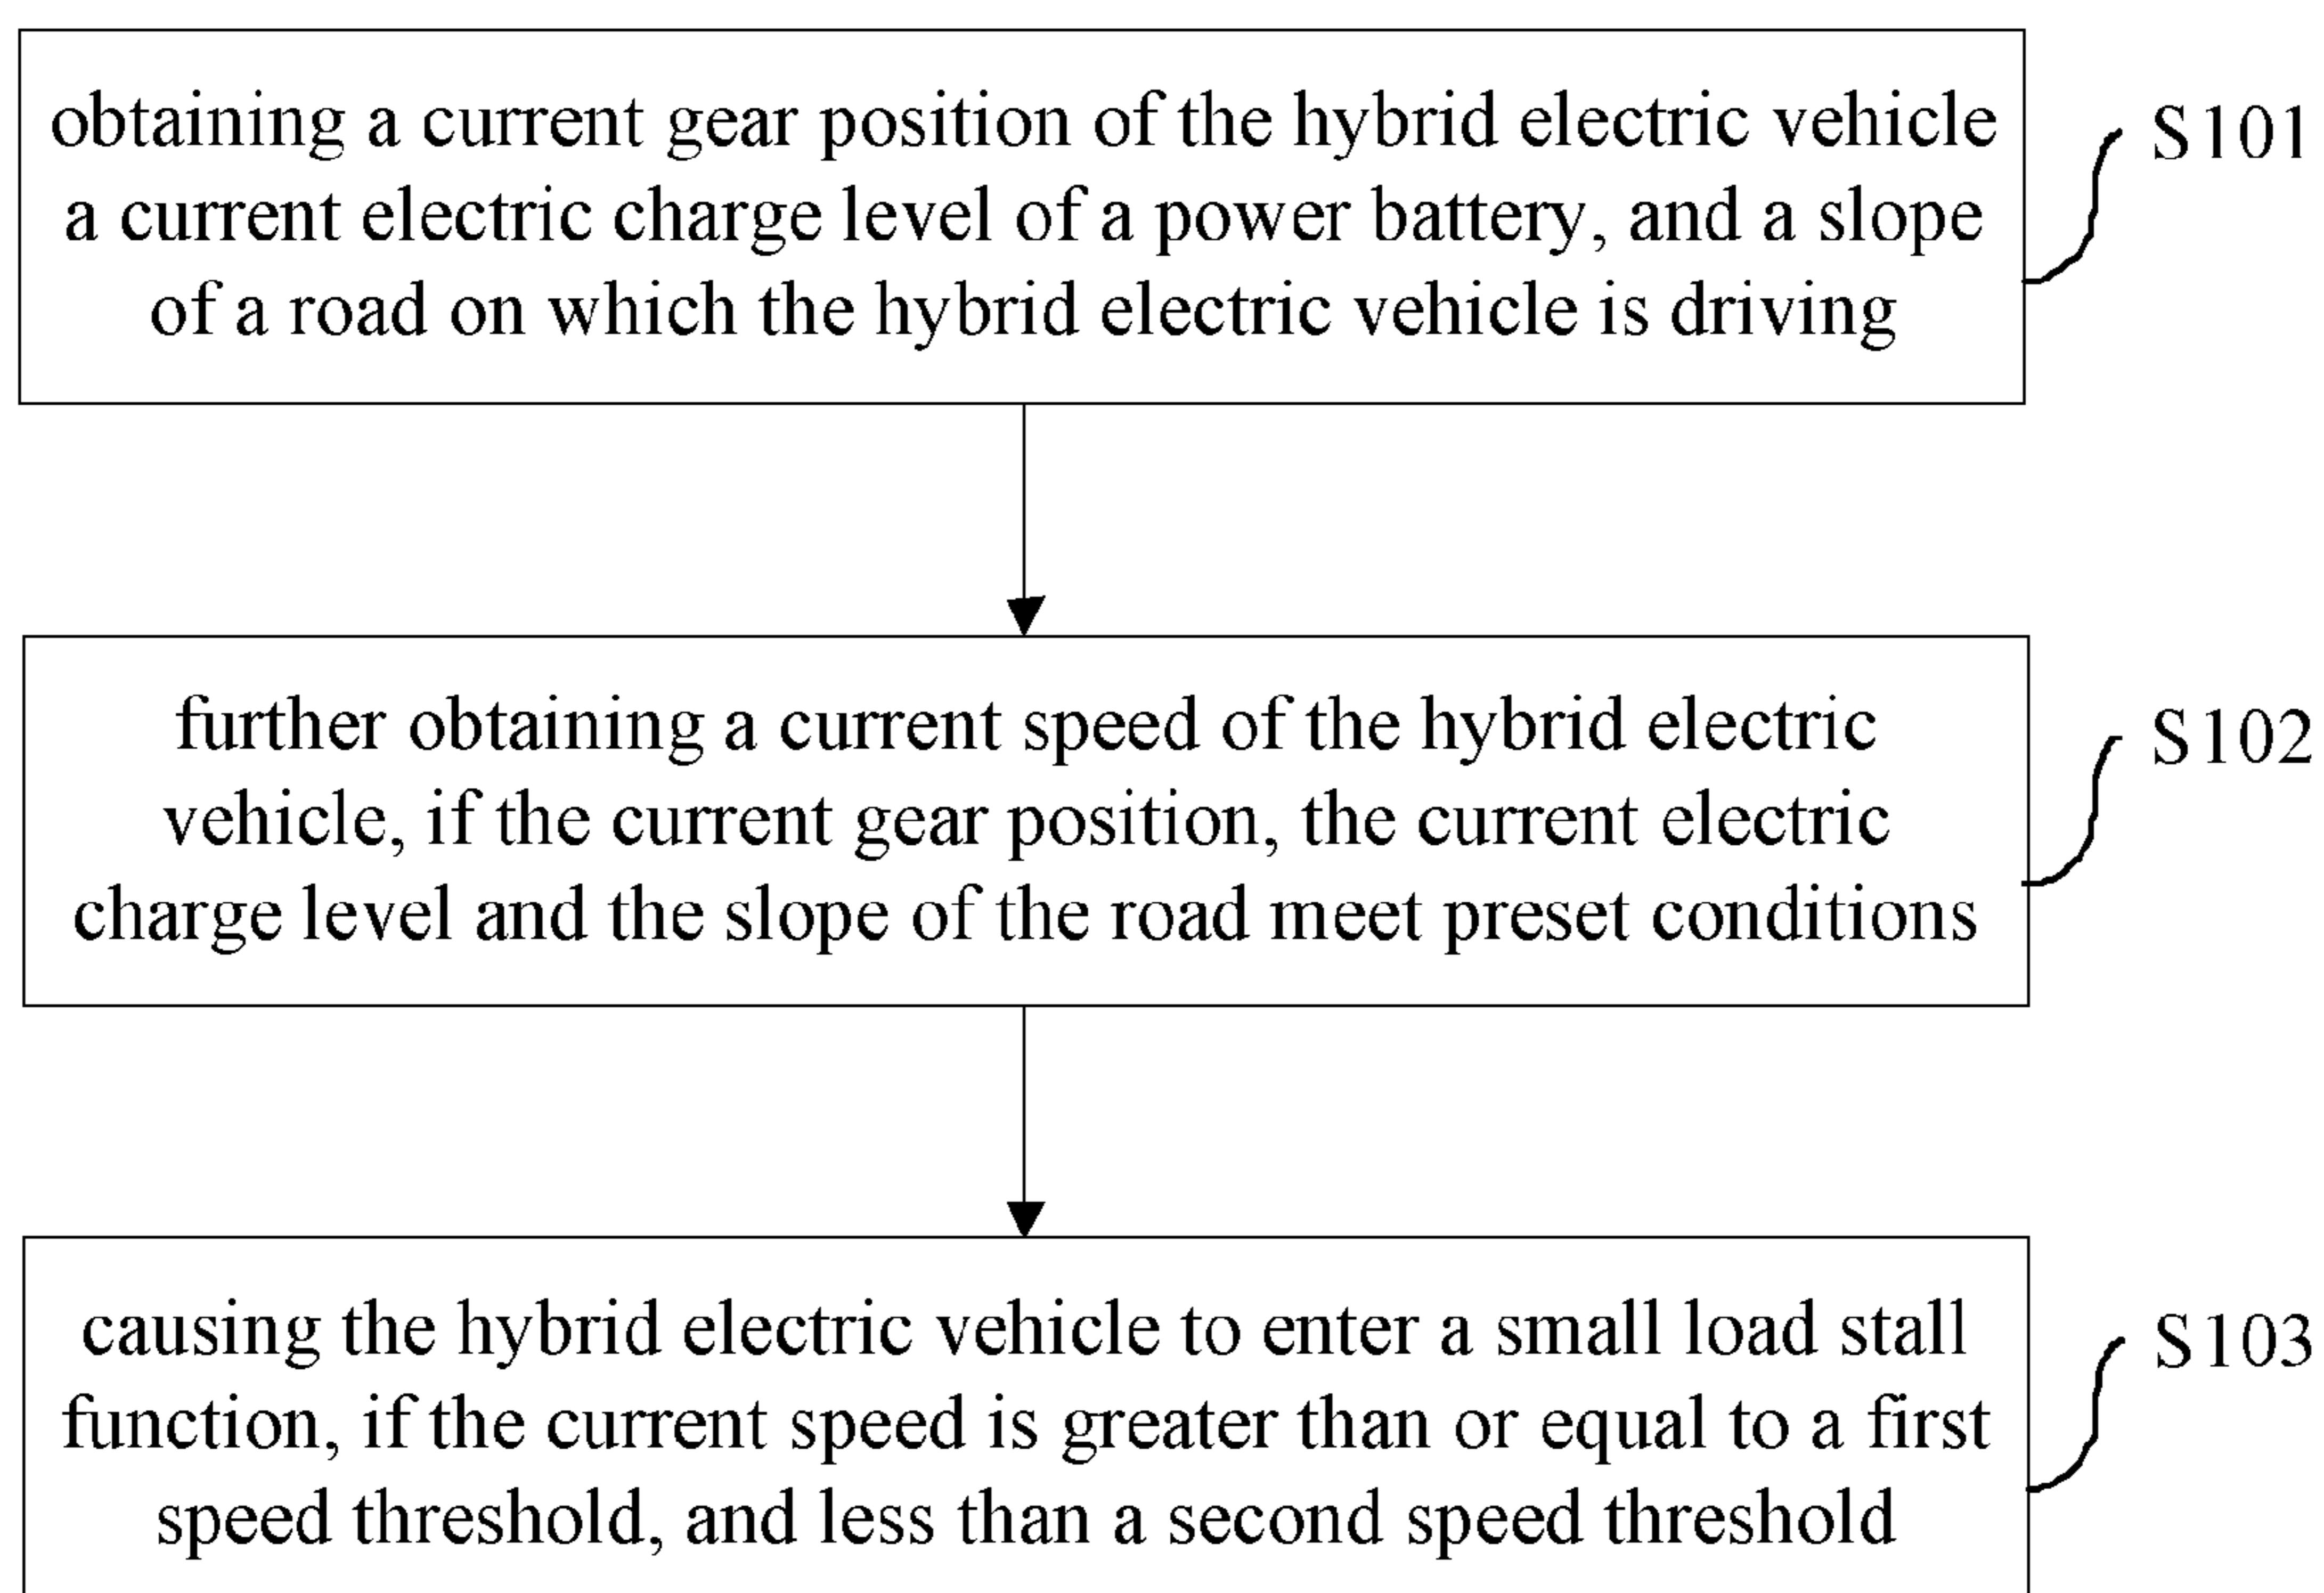 obtaining a current gear position of the hybrid electric vehicle
a current electric charge level of a power battery, and a slope
of a road on which the hybrid electric vehicle is driving
S101
further obtaining a current speed of the hybrid electric
vehicle, if the current gear position, the current electric
charge level and the slope of the road meet preset conditions
S102
causing the hybrid electric vehicle to enter a small load stall
function, if the current speed is greater than or equal to a first
speed threshold, and less than a second speed threshold
S103